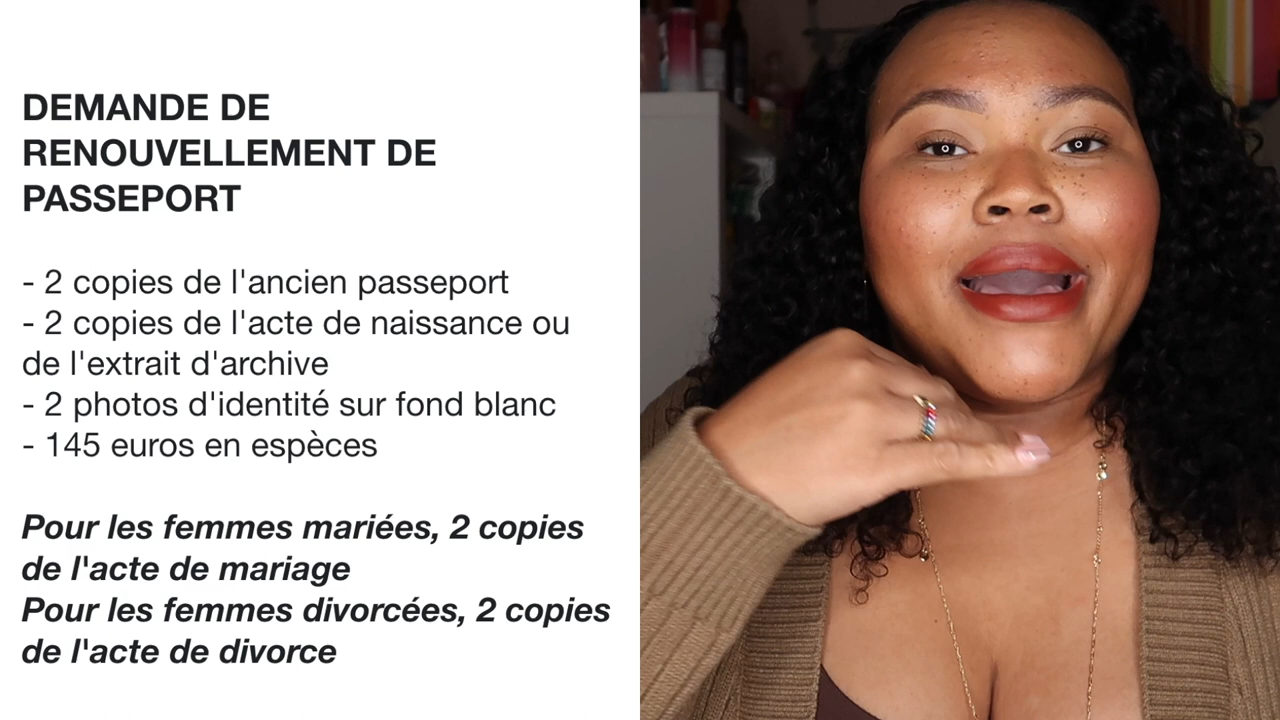 DEMANDE DE
RENOUVELLEMENT DE
PASSEPORT
- 2 copies de l'ancien passeport
- 2 copies de l'acte de naissance ou
de l'extrait d'archive
- 2 photos d'identité sur fond blanc
- 145 euros en espèces
Pour les femmes mariées, 2 copies
de l'acte de mariage
Pour les femmes divorcées, 2 copies
de l'acte de divorce